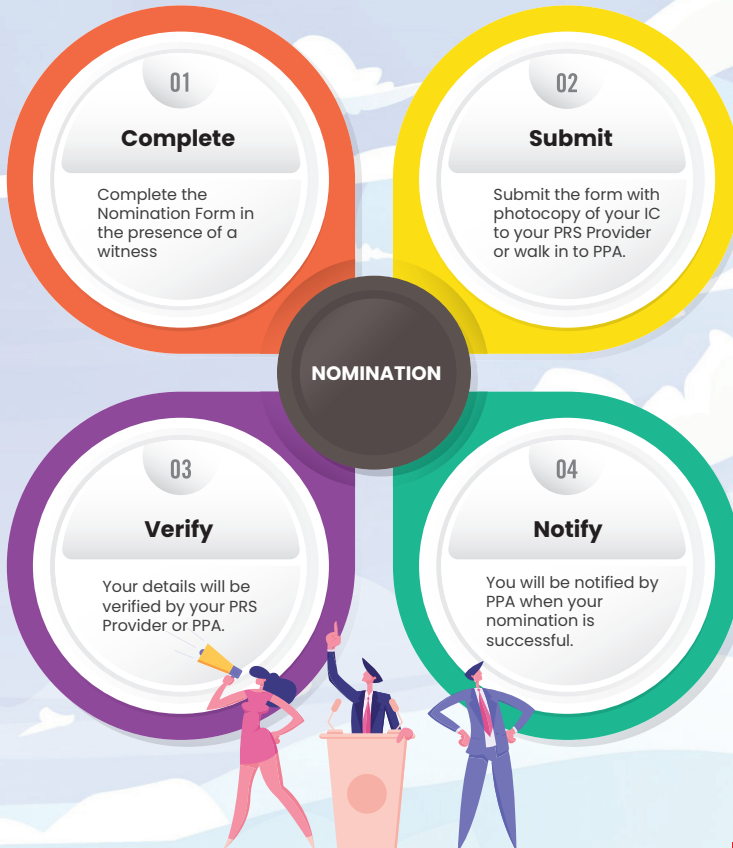 01
Complete
Complete the
Nomination Form in
the presence of a
witness
02
Submit
Submit the form with
photocopy of your IC
to your PRS Provider
or walk in to PPA.
NOMINATION
03
Verify
Your details will be
verified by your PRS
Provider or PPA.
04
Notify
You will be notified by
PPA when your
nomination is
successful.